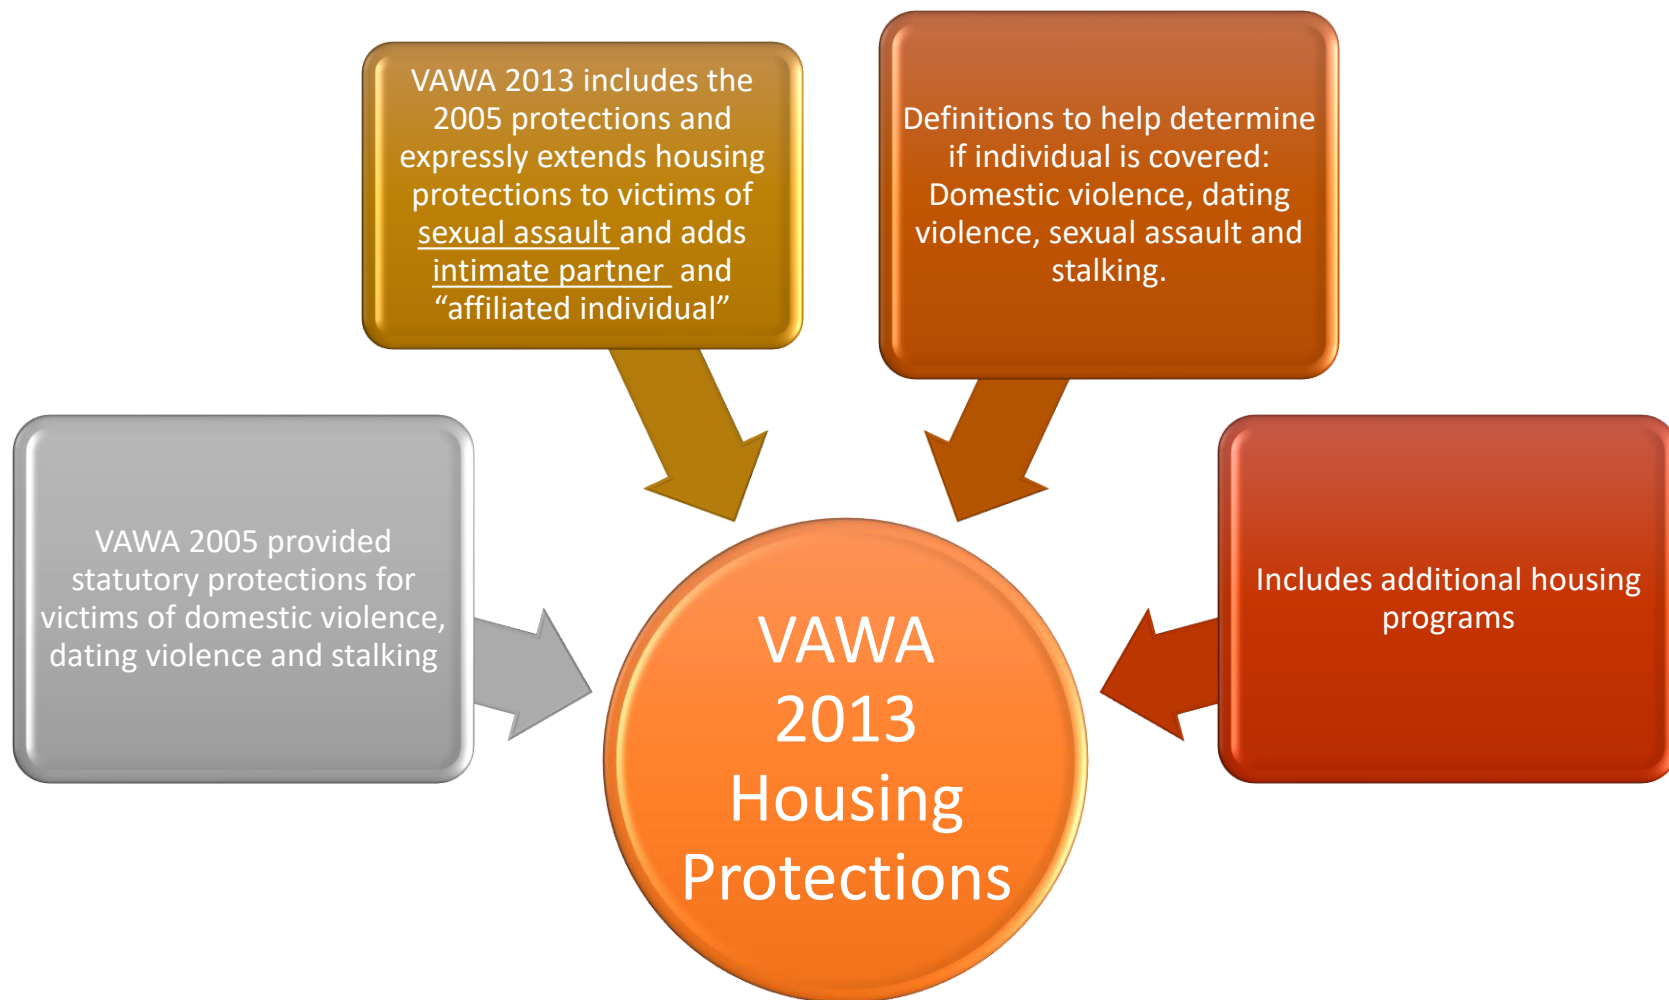 VAWA 2005 provided
statutory protections for
victims of domestic violence,
dating violence and stalking
VAWA 2013 includes the
2005 protections and
expressly extends housing
protections to victims of
sexual assault and adds
intimate partner and
“affiliated individual”
Definitions to help determine
if individual is covered:
Domestic violence, dating
violence, sexual assault and
stalking.
Includes additional housing
programs
VAWA
2013
Housing
Protections